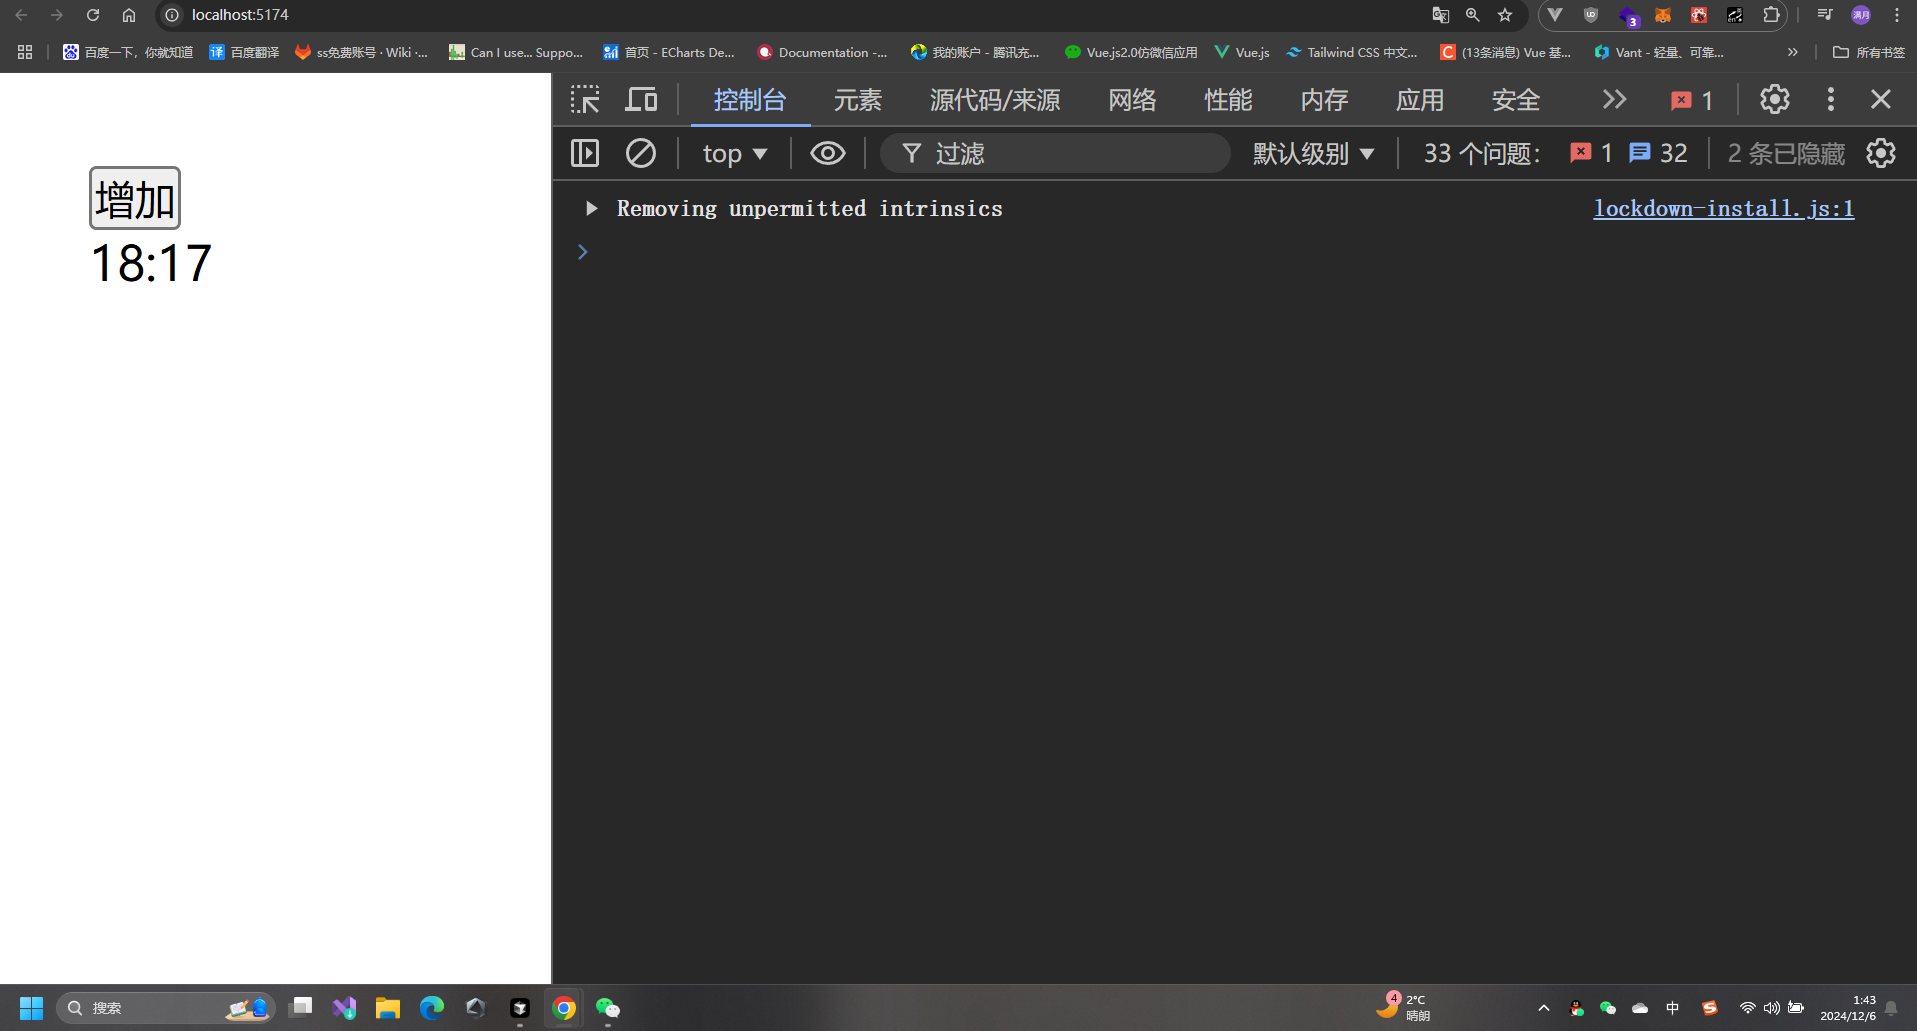 localhost:5174
3
满月
百度一下，你就知道
译 百度翻译
ss免费账号 · Wiki ·...
Can I use... Suppo...
首页 - ECharts De...
Documentation -...
我的账户 - 腾讯充...
Vue.js2.0仿微信应用
Vue.js
Tailwind CSS 中文...
C (13条消息) Vue 基...
Vant - 轻量、可靠...
所有书签
控制台
元素
源代码/来源
网络
性能
内存
应用
安全
1
top
过滤
默认级别
33 个问题：
1
32
2 条已隐藏
Removing unpermitted intrinsics
lockdown-install.js:1
增加
18:17
搜索
4
2°C
晴朗
中
1:43
2024/12/6